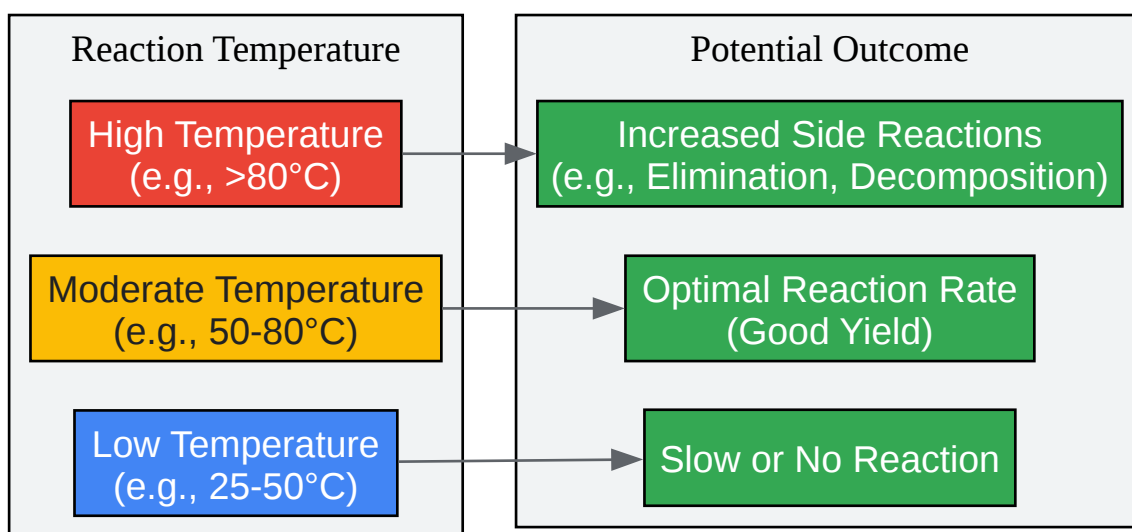 Reaction Temperature
High Temperature
(e.g., >80°C)
Moderate Temperature
(e.g., 50-80°C)
Low Temperature
(e.g., 25-50°C)
Potential Outcome
Increased Side Reactions
(e.g., Elimination, Decomposition)
Optimal Reaction Rate
(Good Yield)
Slow or No Reaction